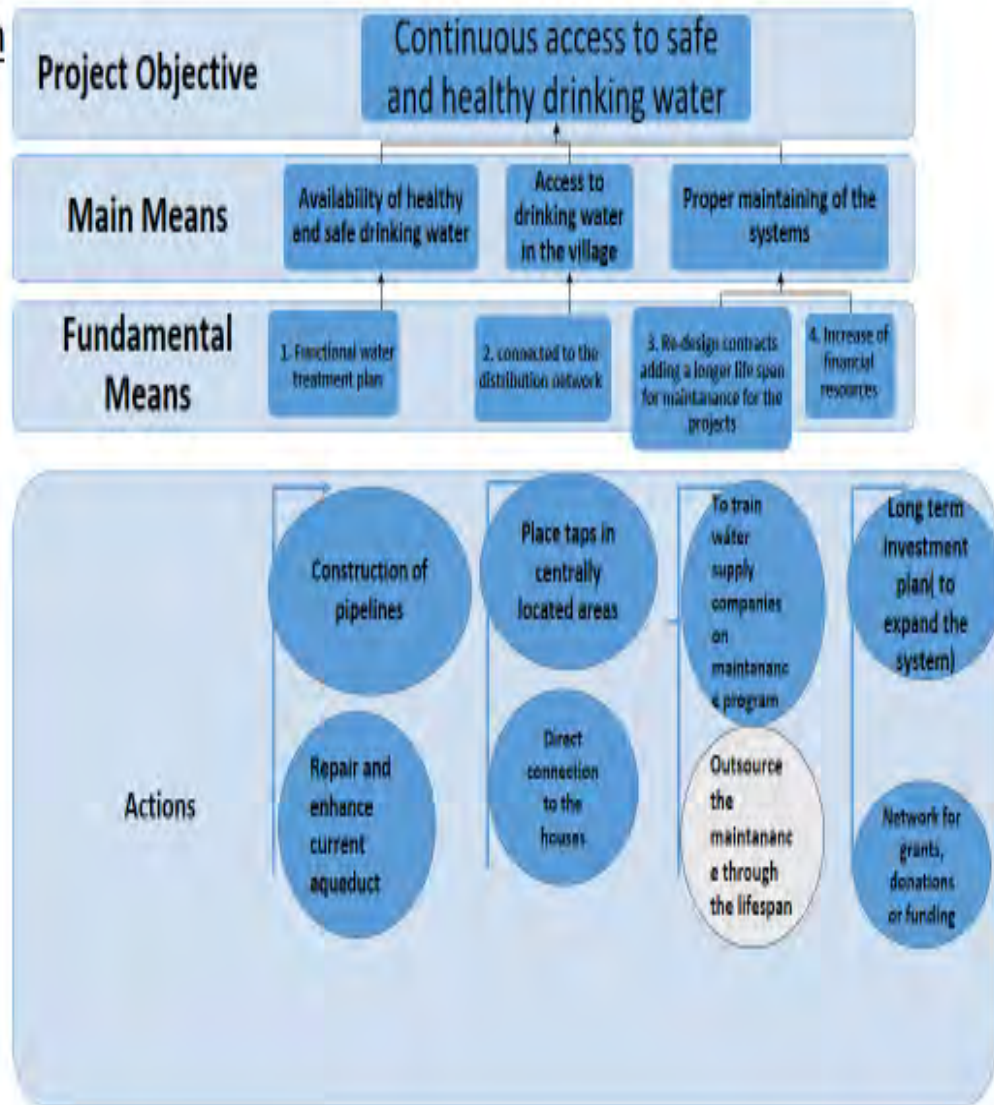 n
Project Objective
Continuous access to safe
and healthy drinking water
Main Means
Availability of healthy
and safe drinking water
Access to
drinking water
in the village
Proper maintaining of the
systems
Fundamental
Means
1. Functional water
treatment plan
2. connected to the
distribution network
3. Re-design contracts
adding a longer life span
for maintanance for the
projects
4. Increase of
financial
resources
Actions
Construction of
pipelines
Place taps in
centrally
located areas
To train
water
supply
companies
on
maintananc
e program
Long term
investment
plan( to
expand the
system)
Repair and
enhance
current
aqueduct
Direct
connection
to the
houses
Outsource
the
maintananc
e through
the lifespan
Network for
grants,
donations
or funding